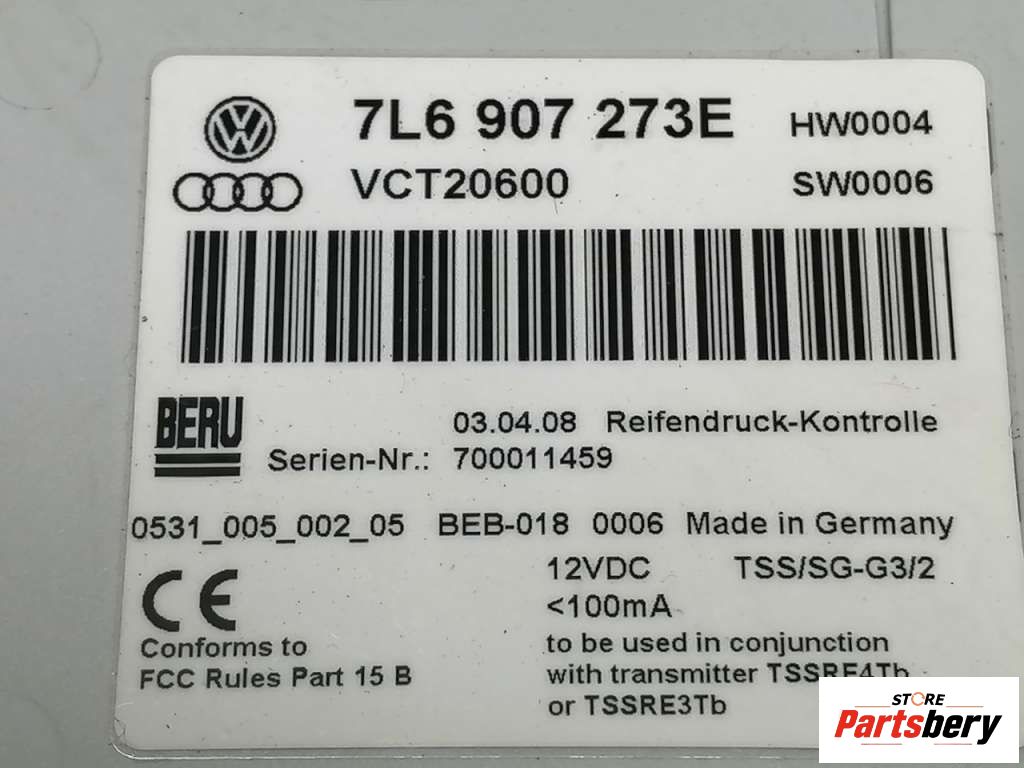 7L6 907 273E HW0004
VCT20600 SW0006
BERU
03.04.08 Reifendruck-Kontrolle
Serien-Nr.: 700011459
0531_005_002_05 BEB-018 0006 Made in Germany
CE 12VDC TSS/SG-G3/2
<100mA
Conforms to
FCC Rules Part 15 B
to be used in conjunction
with transmitter TSSRE4Tb
or TSSRE3Tb
STORE
Partsbery